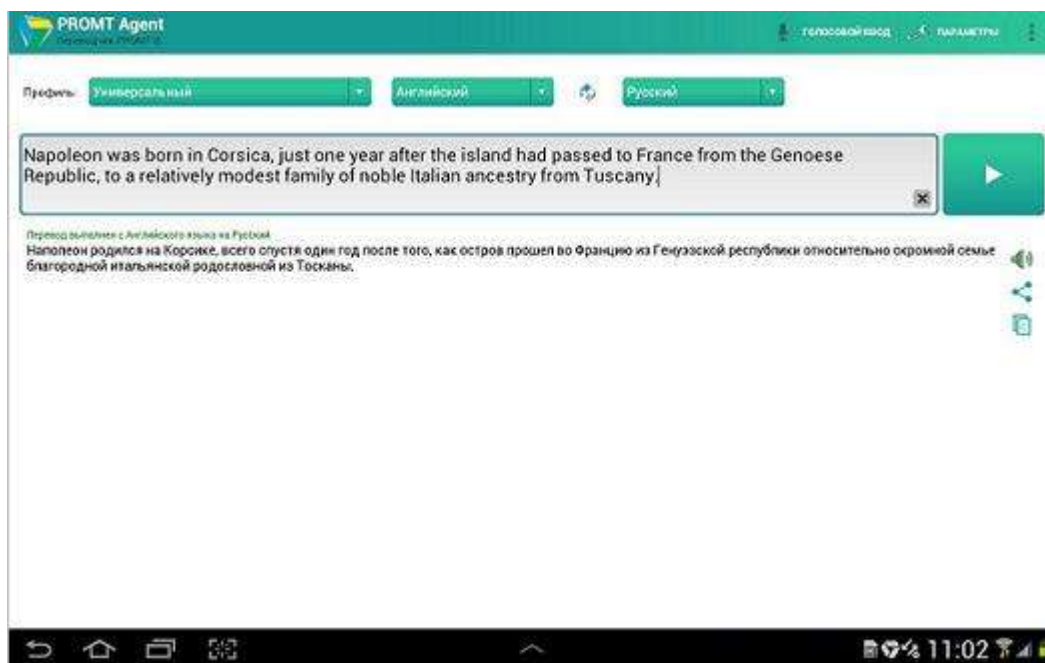 PROMT Agent
Переводчик PROMT
ГОЛОСОВОЙ ВВОД ПАРАМЕТРЫ
Профиль: Универсальный Английский Русский
Napoleon was born in Corsica, just one year after the island had passed to France from the Genoese
Republic, to a relatively modest family of noble Italian ancestry from Tuscany.
Перевод выполнен с Английского языка на Русский
Наполеон родился на Корсике, всего спустя один год после того, как остров прошел во Францию из Генуэзской республики относительно скромной семье
благородной итальянской родословной из Тосканы.
11:02